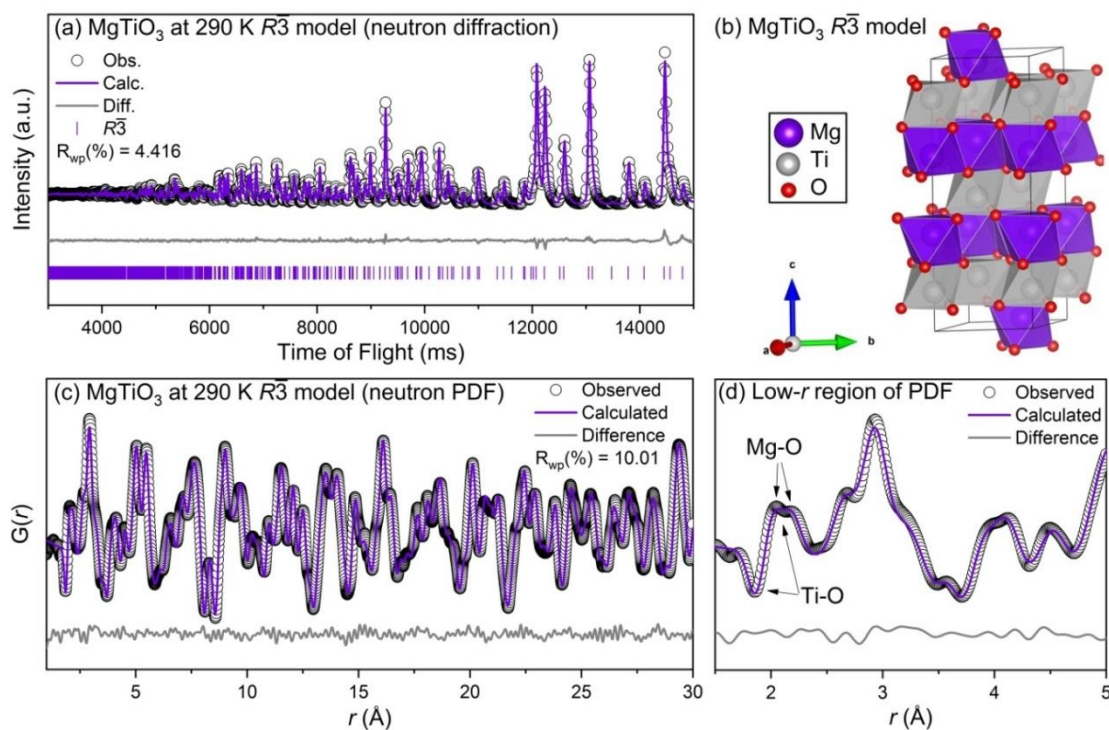 (a) MgTiO₃ at 290 K R3̅ model (neutron diffraction)
Obs.
Calc.
Diff.
R3̅
Rwp(%) = 4.416
Intensity (a.u.)
4000 6000 8000 10000 12000 14000
Time of Flight (ms)
(b) MgTiO₃ R3̅ model
Mg
Ti
O
c
a
b
(c) MgTiO₃ at 290 K R3̅ model (neutron PDF)
Observed
Calculated
Difference
Rwp(%) = 10.01
G(r)
5 10 15 20 25 30
r (Å)
(d) Low-r region of PDF
Observed
Calculated
Difference
Mg-O
Ti-O
2 3 4 5
r (Å)